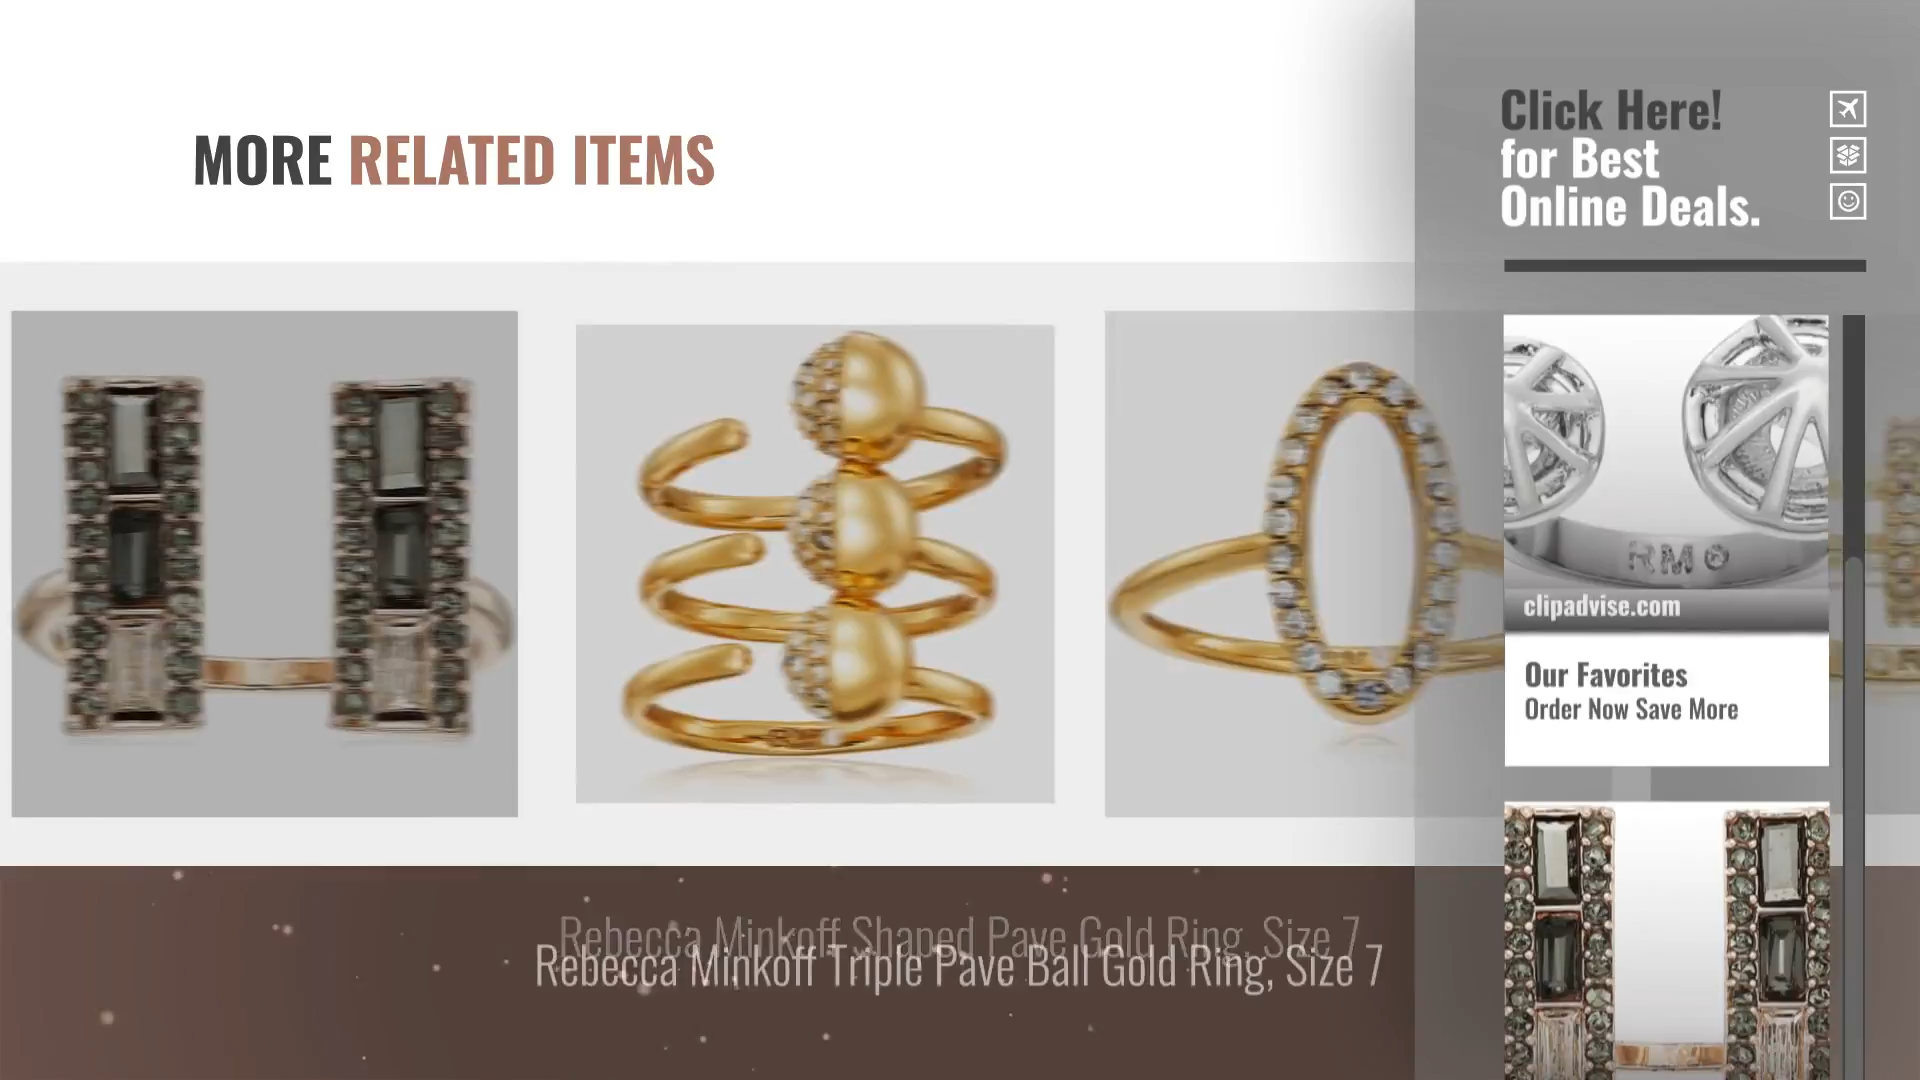 MORE RELATED ITEMS
Click Here!
for Best
Online Deals.
RM
clipadvise.com
Our Favorites
Order Now Save More
Rebecca Minkoff Shaped Pave Gold Ring, Size 7
Rebecca Minkoff Triple Pave Ball Gold Ring, Size 7